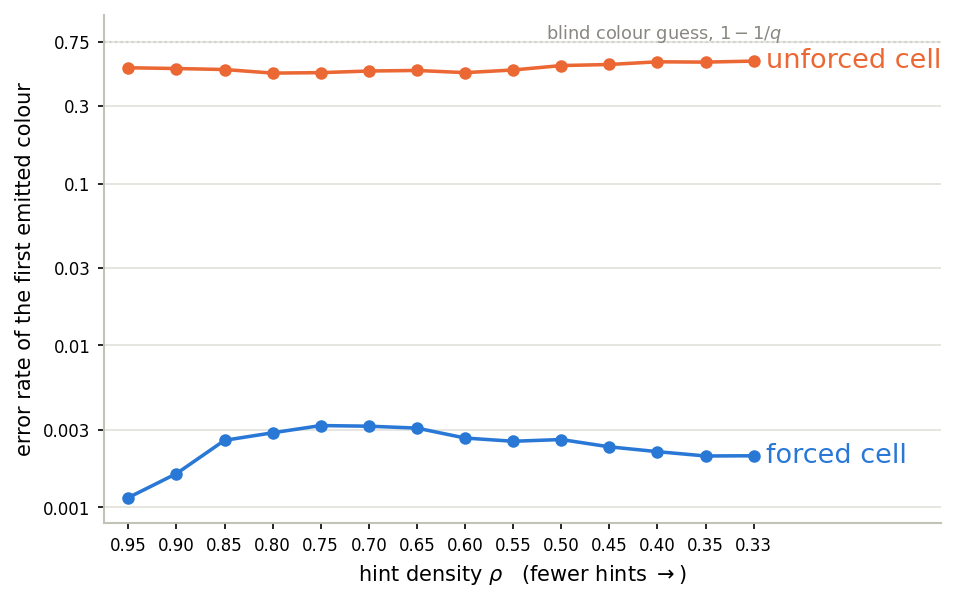 blind colour guess, 1 − 1/q
0.75
unforced cell
0.3
0.1
0.03
0.01
0.003
forced cell
0.001
error rate of the first emitted colour
0.95 0.90 0.85 0.80 0.75 0.70 0.65 0.60 0.55 0.50 0.45 0.40 0.35 0.33
hint density ρ (fewer hints →)